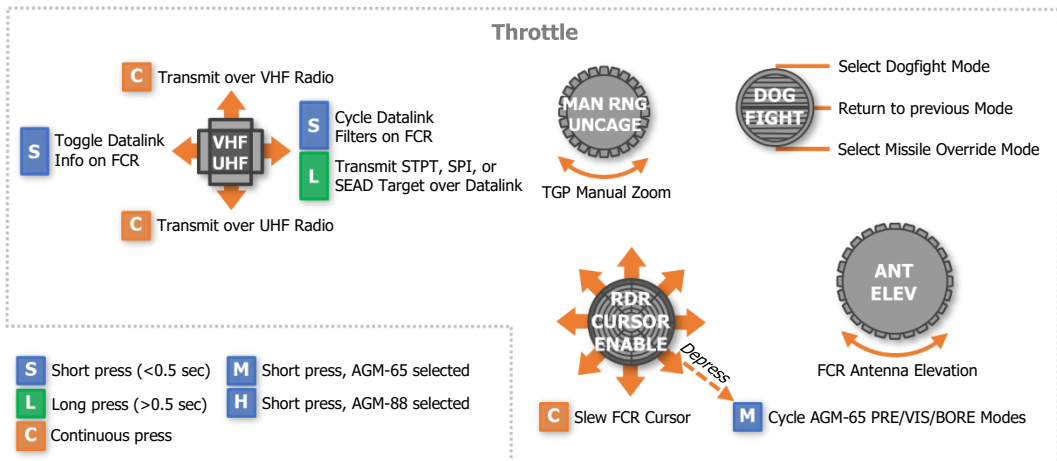 Throttle
C Transmit over VHF Radio
S Toggle Datalink
Info on FCR
VHF
UHF
S Cycle Datalink
Filters on FCR
L Transmit STPT, SPI, or
SEAD Target over Datalink
C Transmit over UHF Radio
MAN RNG
UNCAGE
TGP Manual Zoom
DOG
FIGHT
Select Dogfight Mode
Return to previous Mode
Select Missile Override Mode
RDR
CURSOR
ENABLE
Depress
C Slew FCR Cursor
M Cycle AGM-65 PRE/VIS/BORE Modes
ANT
ELEV
FCR Antenna Elevation
S Short press (<0.5 sec)
L Long press (>0.5 sec)
C Continuous press
M Short press, AGM-65 selected
H Short press, AGM-88 selected